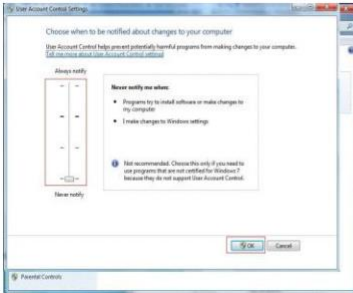 User Account Control Settings
Choose when to be notified about changes to your computer
User Account Control helps prevent potentially harmful programs from making changes to your computer.
Tell me more about User Account Control settings
Always notify
Never notify me when:
• Programs try to install software or make changes to
my computer
• I make changes to Windows settings
Not recommended. Choose this only if you need to
use programs that are not certified for Windows 7
because they do not support User Account Control.
Never notify
OK
Cancel
Parental Controls